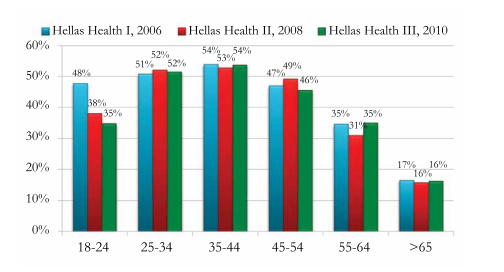 Hellas Health I, 2006 Hellas Health II, 2008 Hellas Health III, 2010
60%
50%
40%
30%
20%
10%
0%
48% 38% 35%
51% 52% 52%
54% 53% 54%
47% 49% 46%
35% 31% 35%
17% 16% 16%
18-24 25-34 35-44 45-54 55-64 >65